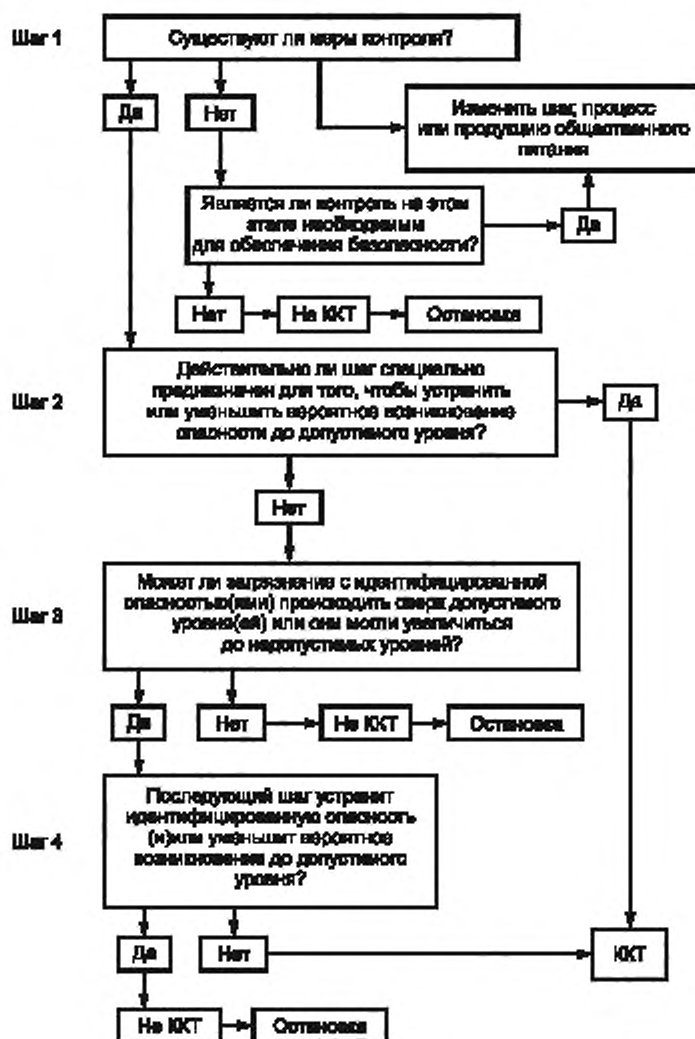 Шаг 1
Существуют ли меры контроля?
Да
Нет
Изменить шаг, процесс
или продукцию общественного
питания
Является ли контроль на этом
этапе необходимым
для обеспечения безопасности?
Да
Нет
Не ККТ
Остановка
Шаг 2
Действительно ли шаг специально
предназначен для того, чтобы устранить
или уменьшить вероятное возникновение
опасности до допустимого уровня?
Да
Нет
Шаг 3
Может ли загрязнение с идентифицированной
опасностью(ями) происходить сверх допустимого
уровня(ей) или они могли увеличиться
до недопустимых уровней?
Да
Нет
Не ККТ
Остановка
Шаг 4
Последующий шаг устранит
идентифицированную опасность
(и)или уменьшит вероятное
возникновение до допустимого
уровня?
Да
Нет
ККТ
Не ККТ
Остановка